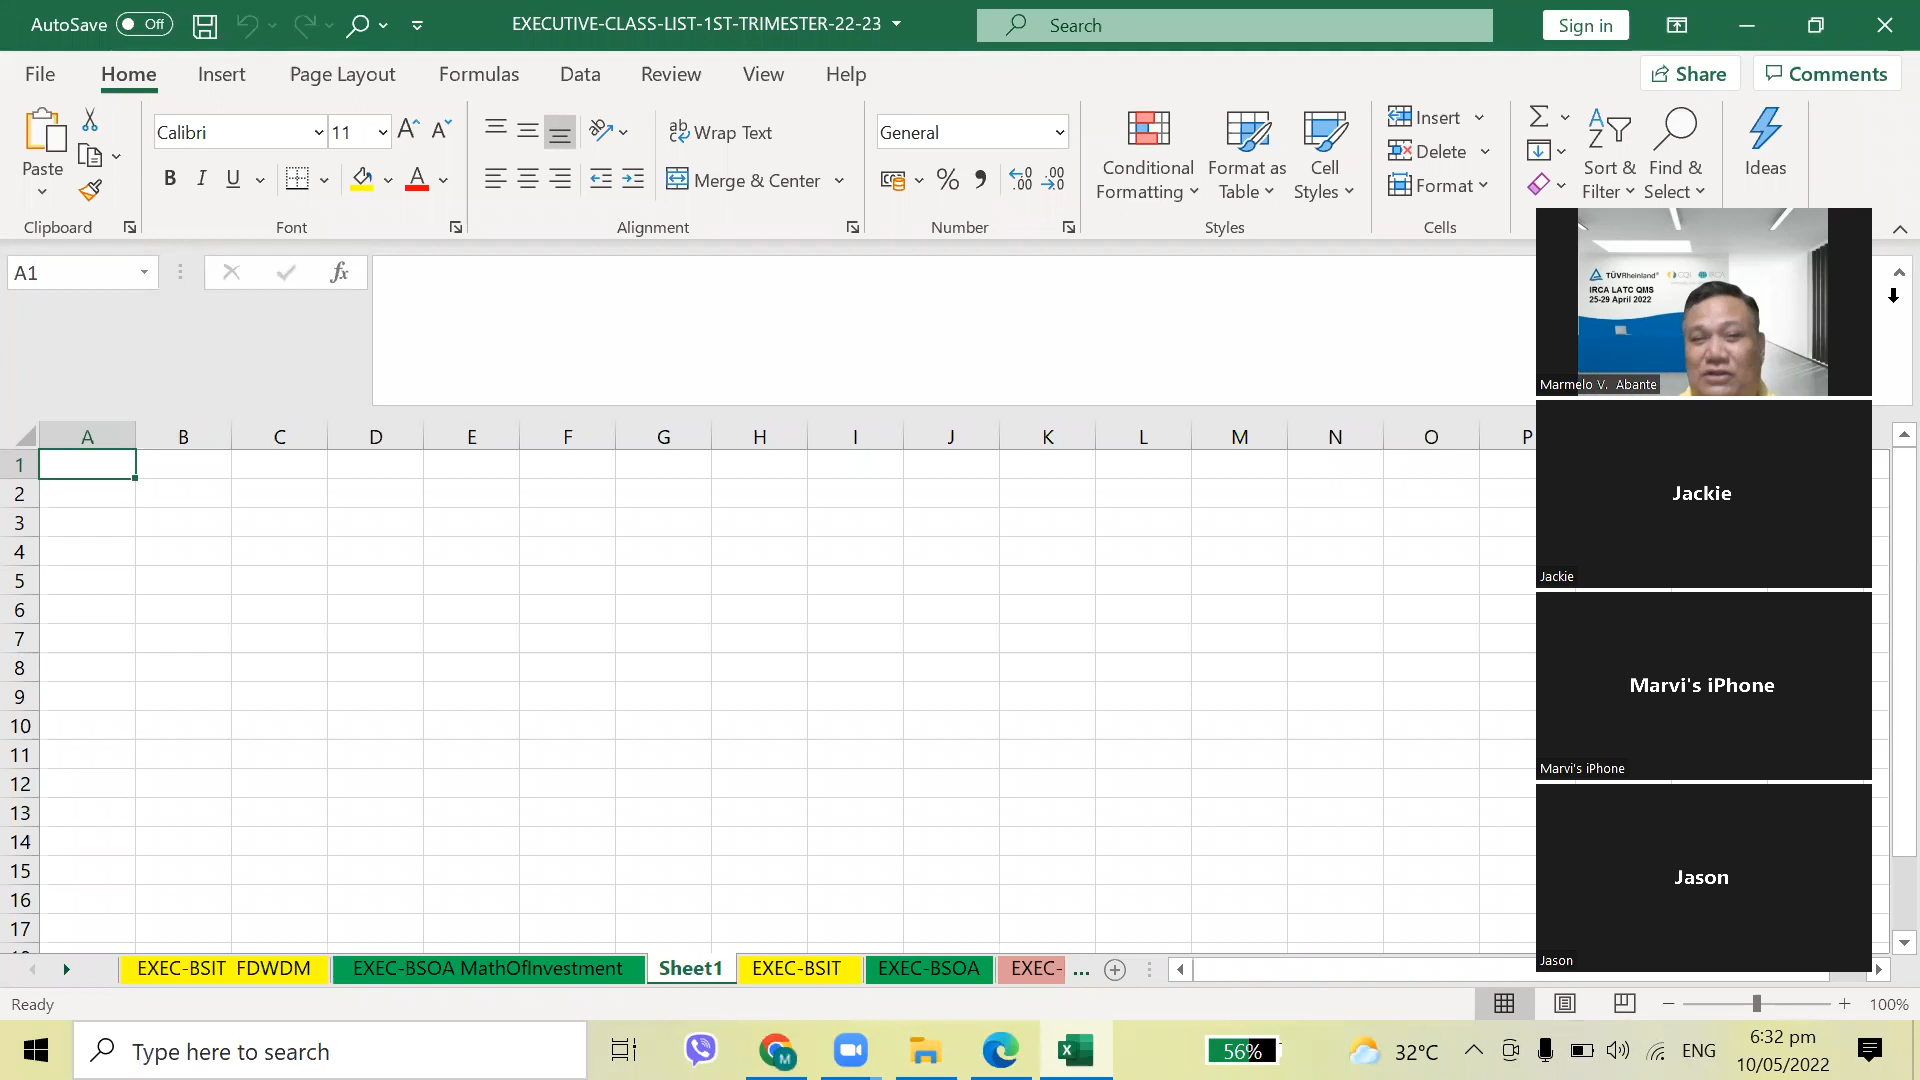 AutoSave Off
EXECUTIVE-CLASS-LIST-1ST-TRIMESTER-22-23
Search
Sign in
File
Home
Insert
Page Layout
Formulas
Data
Review
View
Help
Share
Comments
Paste
Clipboard
Calibri
11
B I U
Font
Wrap Text
Merge & Center
Alignment
General
Number
Conditional
Formatting
Format as
Table
Cell
Styles
Styles
Insert
Delete
Format
Cells
Sort &
Filter
Find &
Select
Ideas
A1
fx
TÜVRheinland
CQI
IRCA
IRCA LATC QMS
25-29 April 2022
Marmelo V. Abante
Jackie
Jackie
Marvi's iPhone
Marvi's iPhone
Jason
Jason
A B C D E F G H I J K L M N O P
1
2
3
4
5
6
7
8
9
10
11
12
13
14
15
16
17
EXEC-BSIT FDWDM
EXEC-BSOA MathOfInvestment
Sheet1
EXEC-BSIT
EXEC-BSOA
EXEC-
...
Ready
100%
Type here to search
56%
32°C
ENG
6:32 pm
10/05/2022